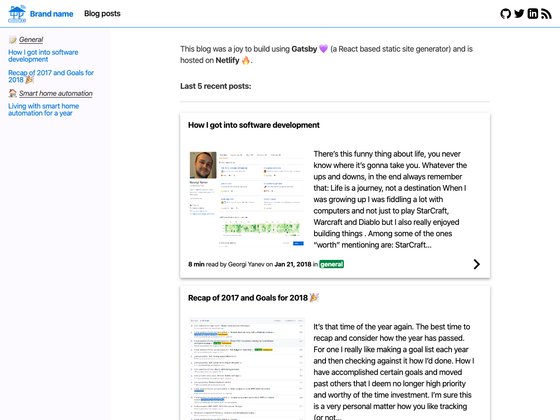 Brand name
Blog posts
📝 General
How I got into software
development
Recap of 2017 and Goals for
2018 🎉
🏠 Smart home automation
Living with smart home
automation for a year
This blog was a joy to build using Gatsby 💜 (a React based static site generator) and is
hosted on Netlify 🔥.
Last 5 recent posts:
How I got into software development
There's this funny thing about life, you never
know where it's gonna take you. Whatever the
ups and downs, in the end always remember
that: Life is a journey, not a destination When I
was growing up I was fiddling a lot with
computers and not just to play StarCraft,
Warcraft and Diablo but I also really enjoyed
building things . Among some of the ones
“worth” mentioning are: StarCraft...
8 min read by Georgi Yanev on Jan 21, 2018 in general
Recap of 2017 and Goals for 2018 🎉
It's that time of the year again. The best time to
recap and consider how the year has passed.
For one I really like making a goal list each year
and then checking against it how I'd done. How I
have accomplished certain goals and moved
past others that I deem no longer high priority
and worthy of the time investment. I'm sure this
is a very personal matter how you like tracking
(or not...